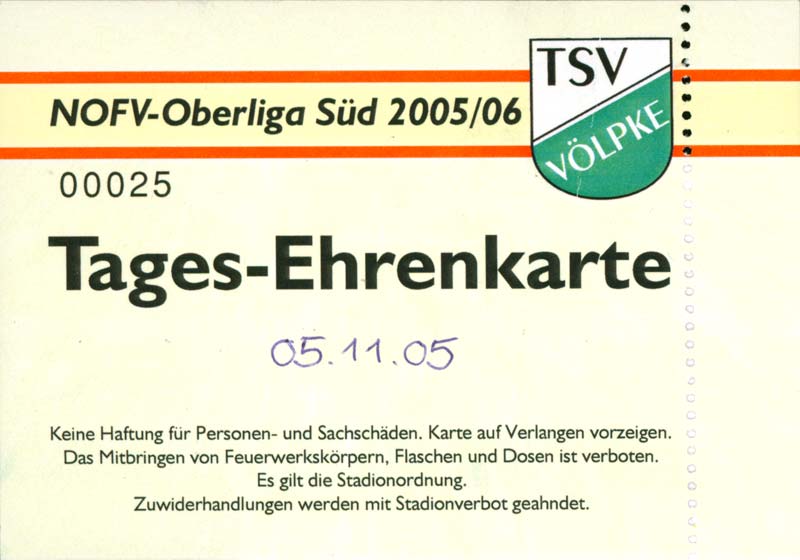 TSV
VÖLPKE
NOFV-Oberliga Süd 2005/06
00025
Tages-Ehrenkarte
05.11.05
Keine Haftung für Personen- und Sachschäden. Karte auf Verlangen vorzeigen.
Das Mitbringen von Feuerwerkskörpern, Flaschen und Dosen ist verboten.
Es gilt die Stadionordnung.
Zuwiderhandlungen werden mit Stadionverbot geahndet.